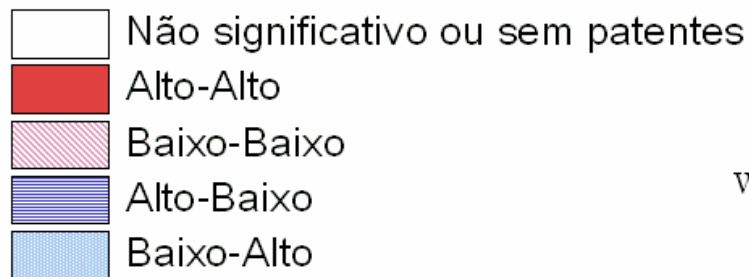 Não significativo ou sem patentes
Alto-Alto
Baixo-Baixo
Alto-Baixo
Baixo-Alto